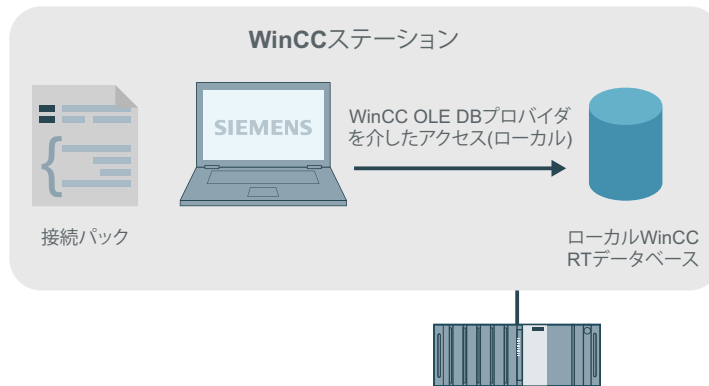 WinCCステーション
SIEMENS
WinCC OLE DBプロバイダ
を介したアクセス(ローカル)
接続パック
ローカルWinCC
RTデータベース